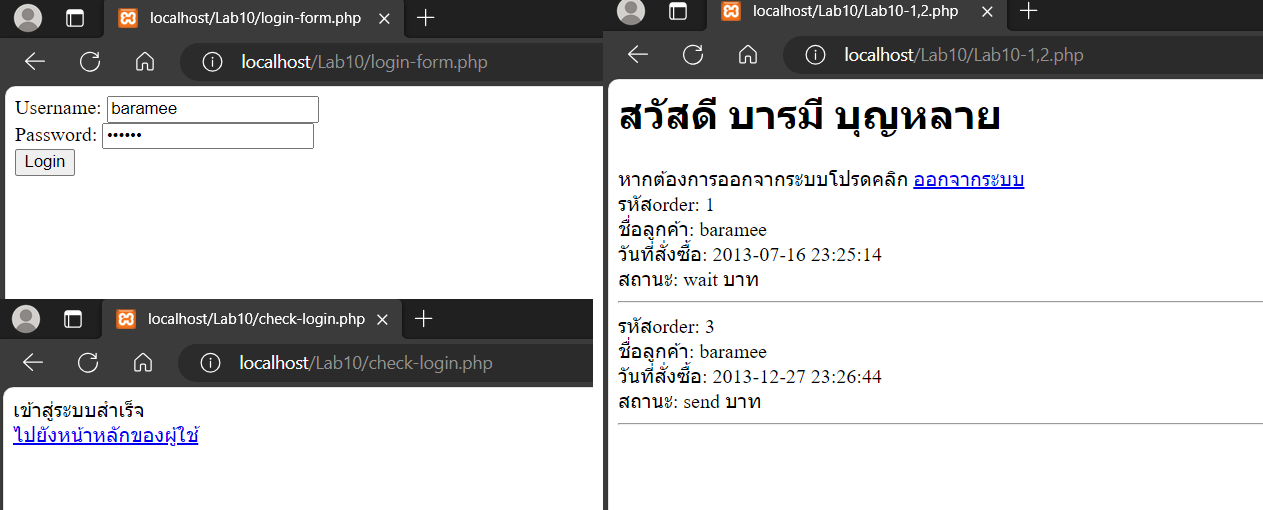 localhost/Lab10/login-form.php
localhost/Lab10/login-form.php
Username: baramee
Password: ••••••
Login
localhost/Lab10/check-login.php
localhost/Lab10/check-login.php
เข้าสู่ระบบสำเร็จ
ไปยังหน้าหลักของผู้ใช้
localhost/Lab10/Lab10-1,2.php
localhost/Lab10/Lab10-1,2.php
สวัสดี บารมี บุญหลาย
หากต้องการออกจากระบบโปรดคลิก ออกจากระบบ
รหัสorder: 1
ชื่อลูกค้า: baramee
วันที่สั่งซื้อ: 2013-07-16 23:25:14
สถานะ: wait บาท
รหัสorder: 3
ชื่อลูกค้า: baramee
วันที่สั่งซื้อ: 2013-12-27 23:26:44
สถานะ: send บาท